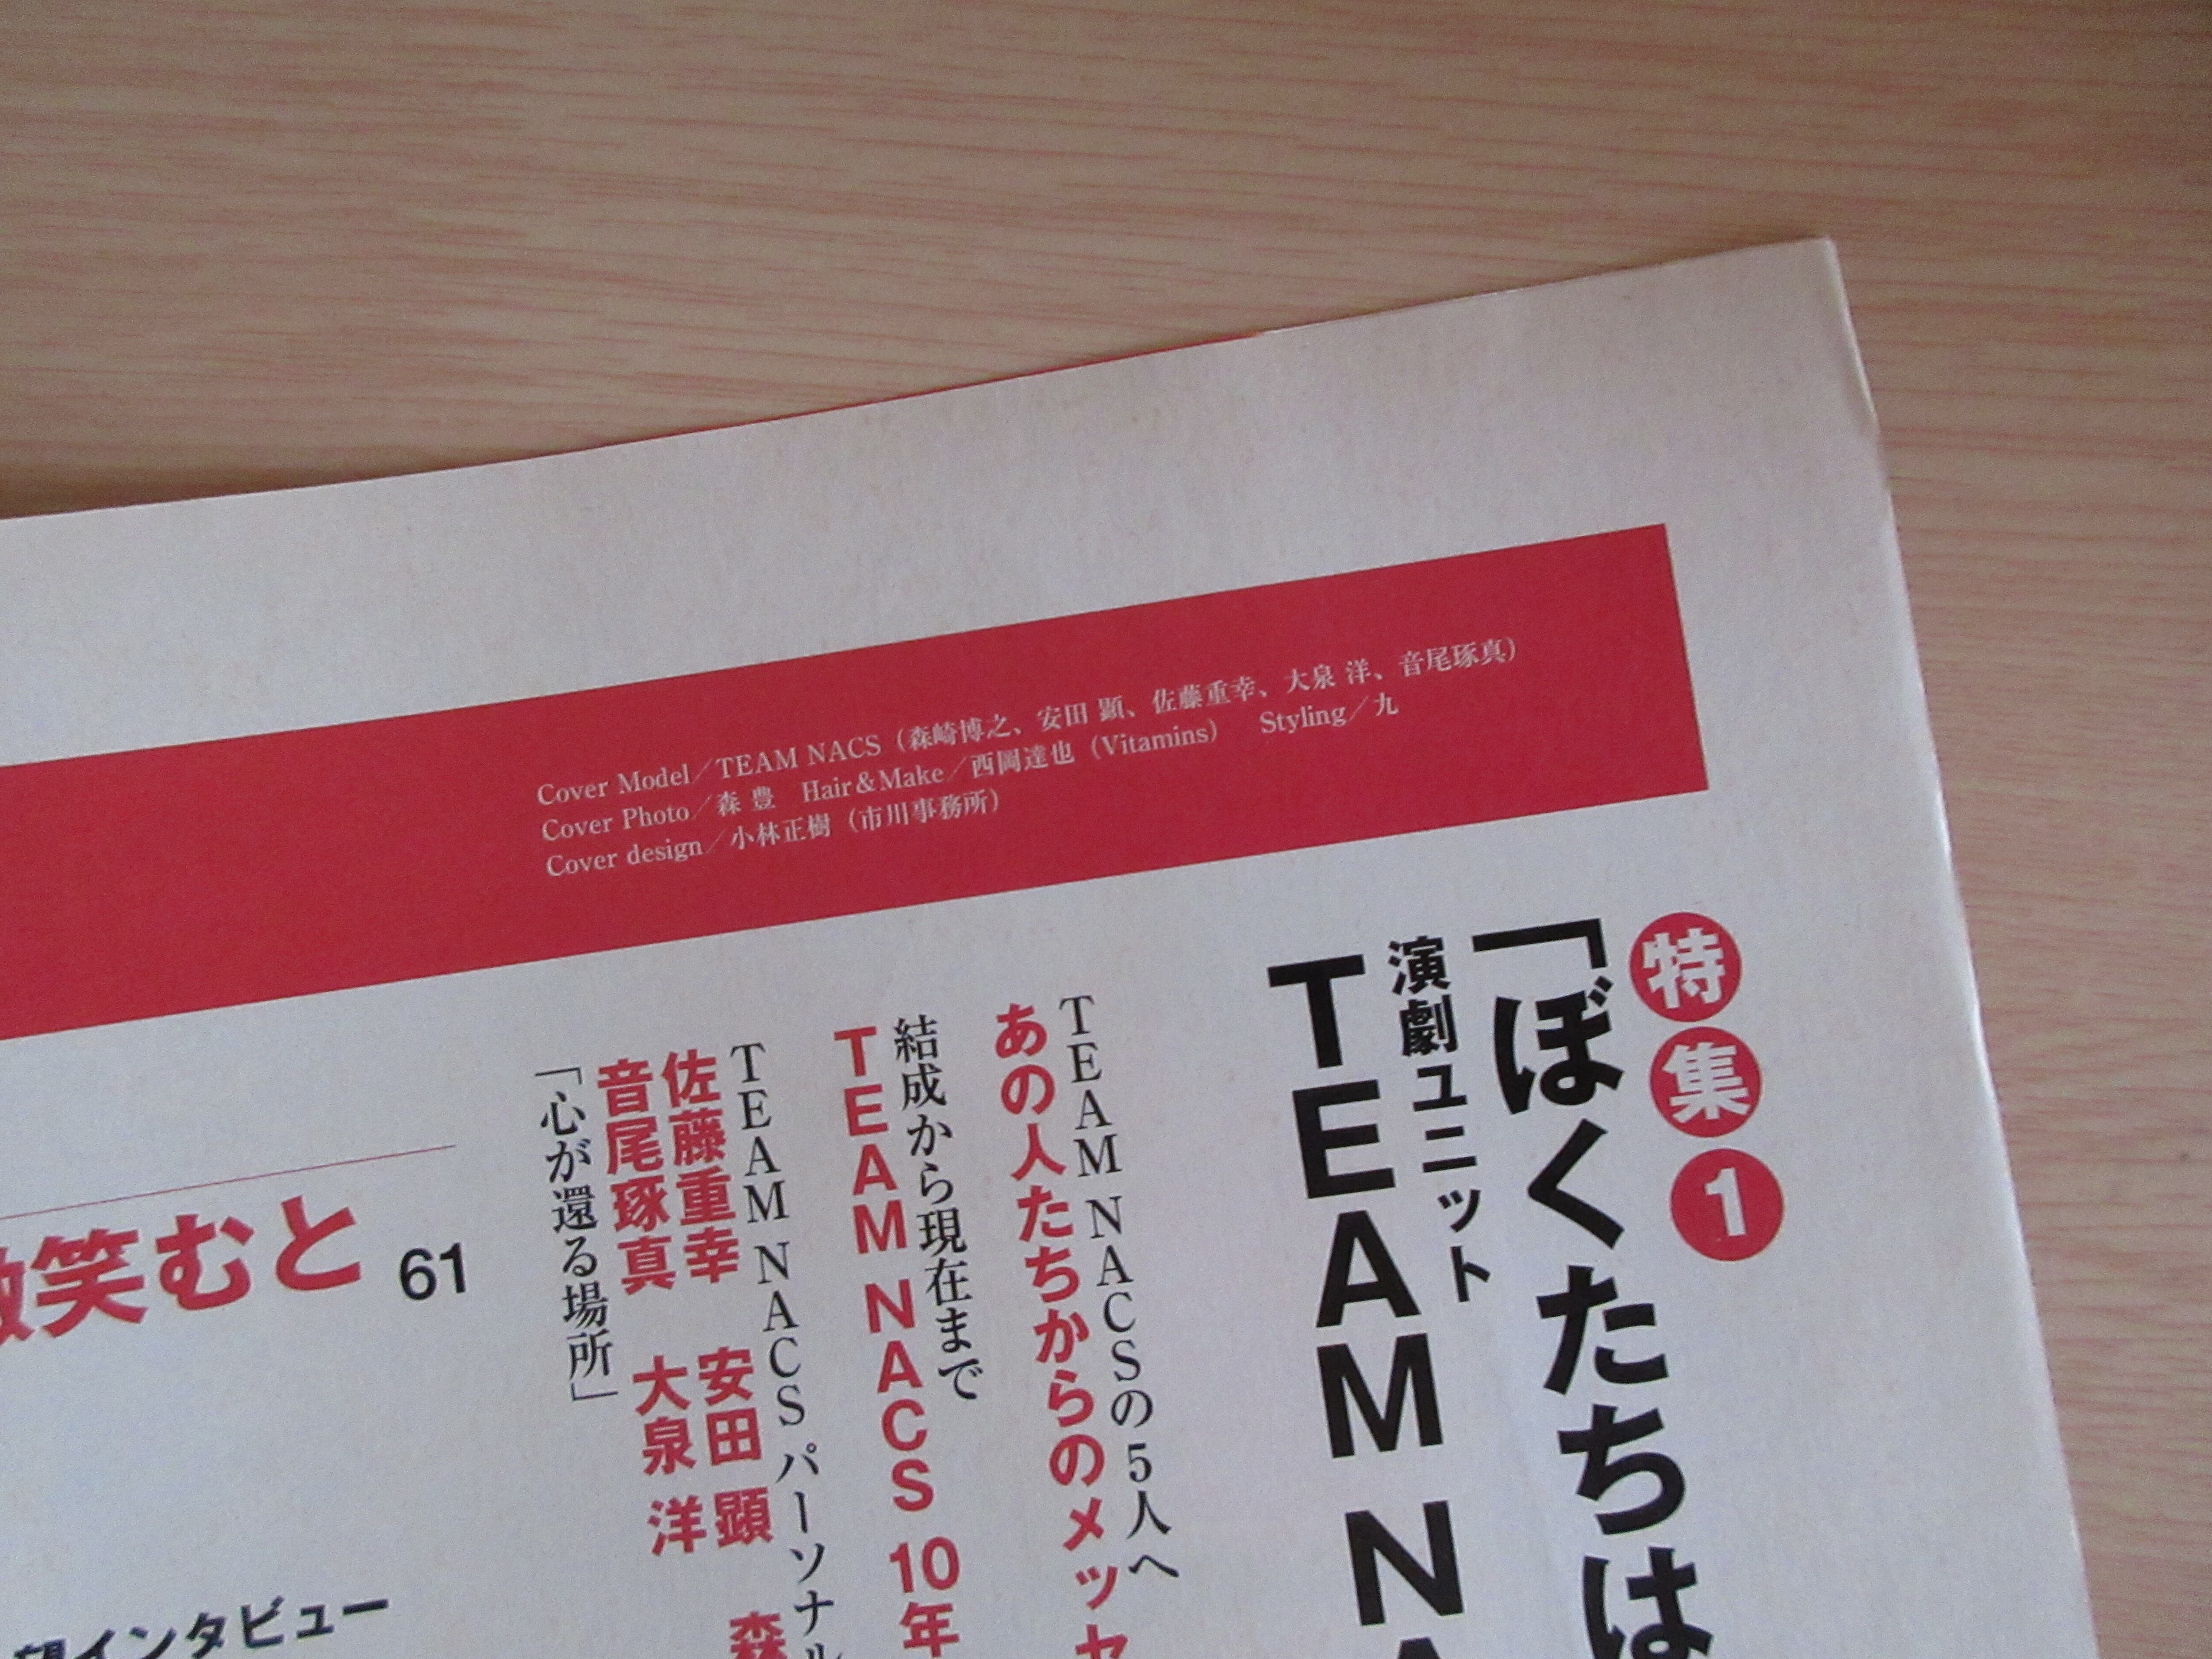 Cover Model／TEAM NACS（森崎博之、安田 顕、佐藤重幸、大泉 洋、音尾琢真）
Cover Photo／森 豊　Hair＆Make／西岡達也（Vitamins）　Styling／九
Cover design／小林正樹（市川事務所）
特集1
「ぼくたちは
演劇ユニット
TEAM NA
TEAM NACSの5人へ
あの人たちからのメッセ
結成から現在まで
TEAM NACS 10年
TEAM NACS パーソナル
佐藤重幸　安田 顕　森
音尾琢真　大泉 洋
「心が還る場所」
微笑むと 61
インタビュー